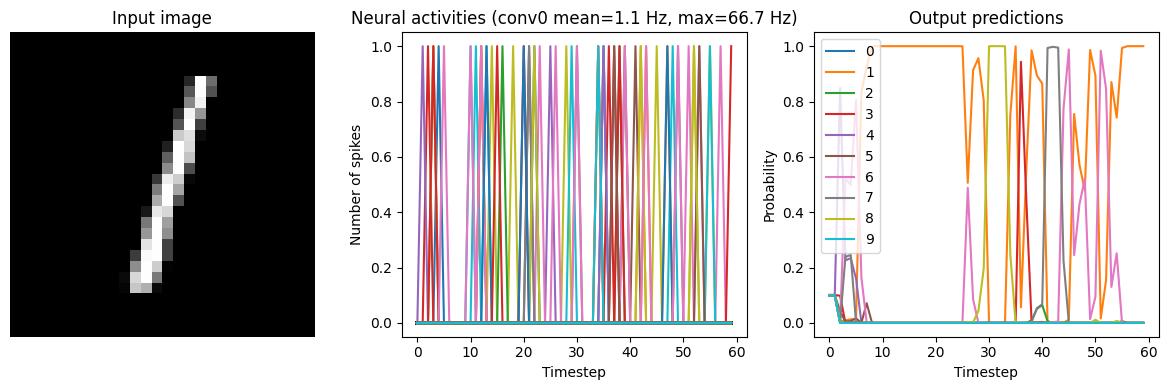 Input image
Neural activities (conv0 mean=1.1 Hz, max=66.7 Hz)
Output predictions
Number of spikes
1.0
0.8
0.6
0.4
0.2
0.0
0 10 20 30 40 50 60
Timestep
Probability
1.0
0.8
0.6
0.4
0.2
0.0
0
1
2
3
4
5
6
7
8
9
0 10 20 30 40 50 60
Timestep